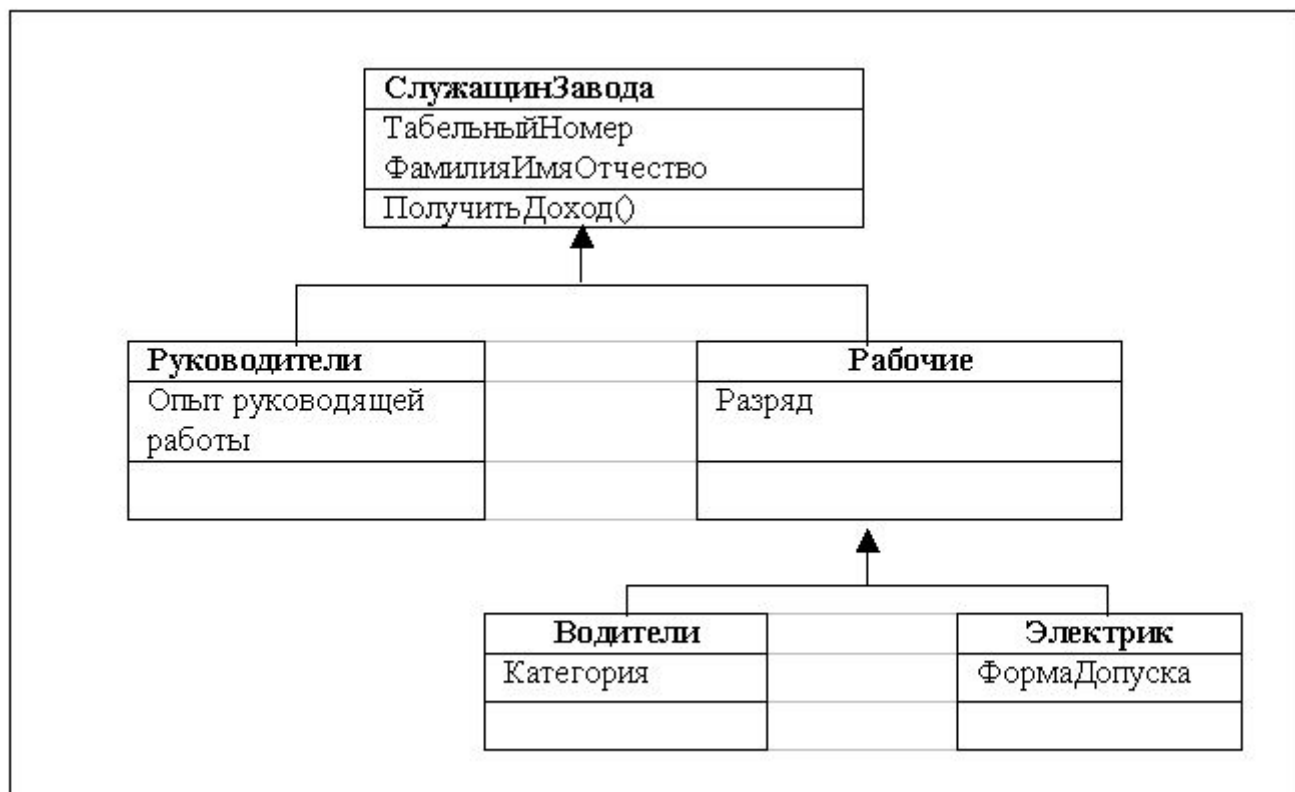 СлужащинЗавода
ТабельныйНомер
ФамилияИмяОтчество
ПолучитьДоход()
Руководители
Опыт руководящей
работы
Рабочие
Разряд
Водители
Категория
Электрик
ФормаДопуска